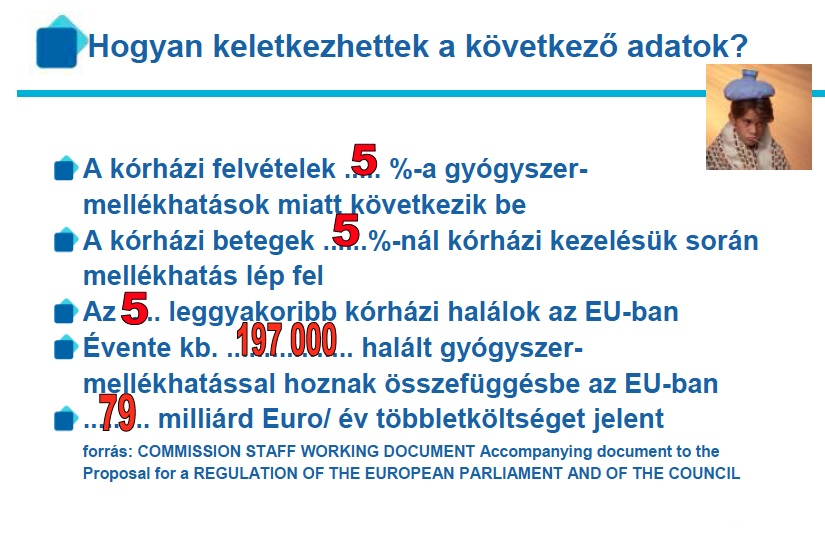 Hogyan keletkezhettek a következő adatok?
A kórházi felvételek ..5.. %-a gyógyszer-
mellékhatások miatt következik be
A kórházi betegek ..5...%-nál kórházi kezelésük során
mellékhatás lép fel
Az 5.. leggyakoribb kórházi halálok az EU-ban
Évente kb. ..197 000.. halált gyógyszer-
mellékhatással hoznak összefüggésbe az EU-ban
..79.. milliárd Euro/ év többletköltséget jelent
forrás: COMMISSION STAFF WORKING DOCUMENT Accompanying document to the
Proposal for a REGULATION OF THE EUROPEAN PARLIAMENT AND OF THE COUNCIL